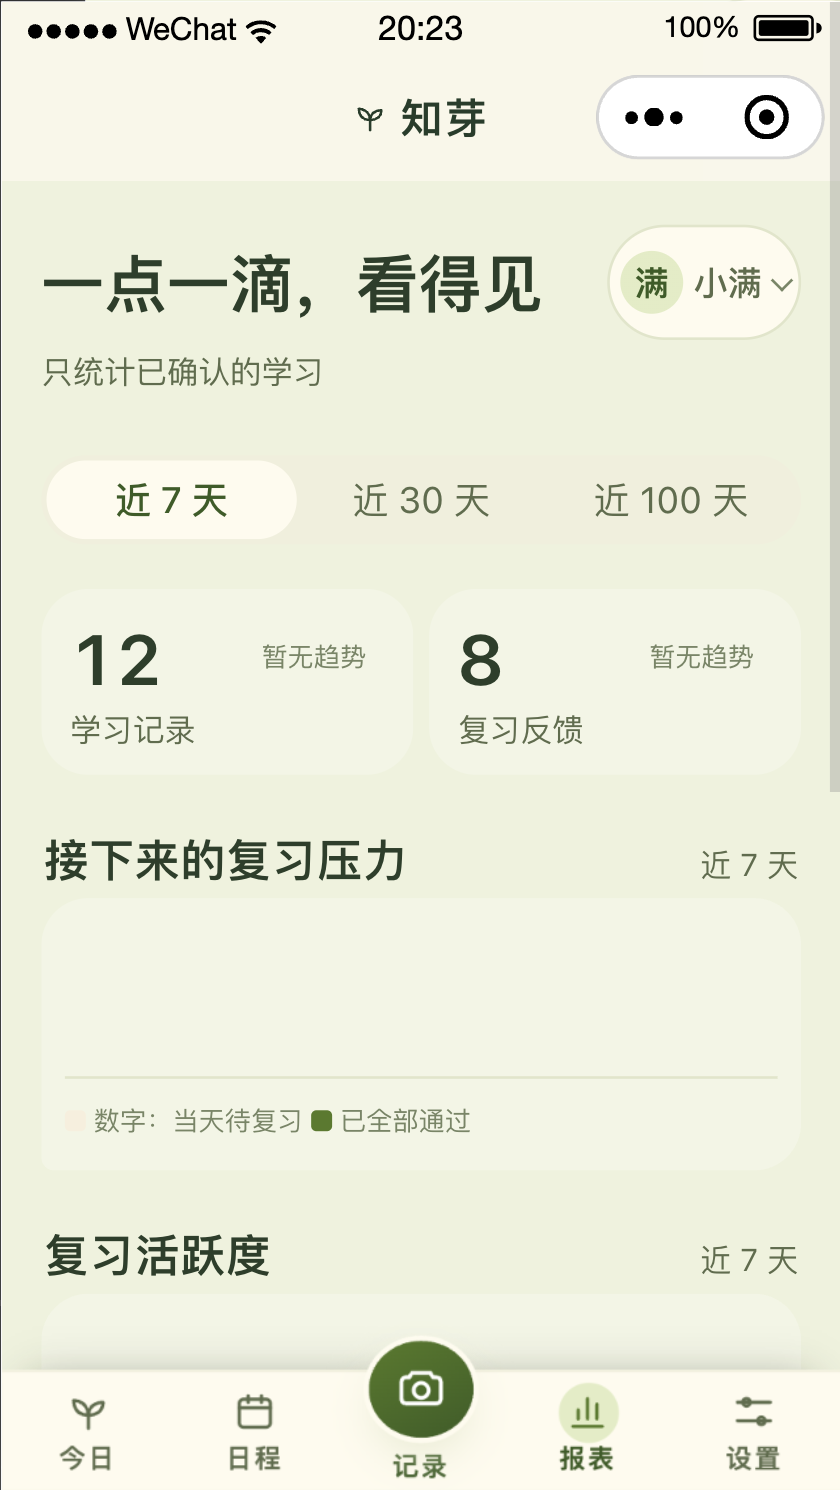 ●●●●● WeChat 20:23 100%
知芽
一点一滴，看得见
满 小满
只统计已确认的学习
近 7 天 近 30 天 近 100 天
12 暂无趋势
学习记录
8 暂无趋势
复习反馈
接下来的复习压力 近 7 天
数字：当天待复习 已全部通过
复习活跃度 近 7 天
今日 日程 记录 报表 设置